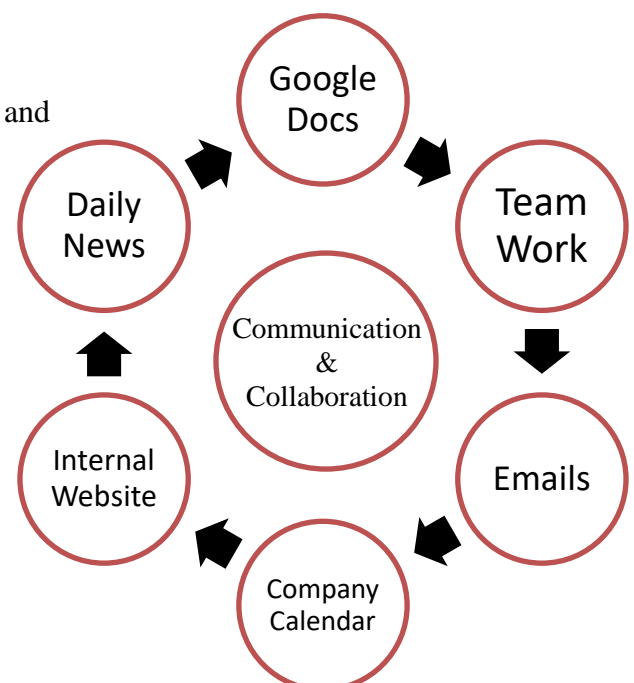 and
Google
Docs
Team
Work
Emails
Company
Calendar
Internal
Website
Daily
News
Communication
&
Collaboration